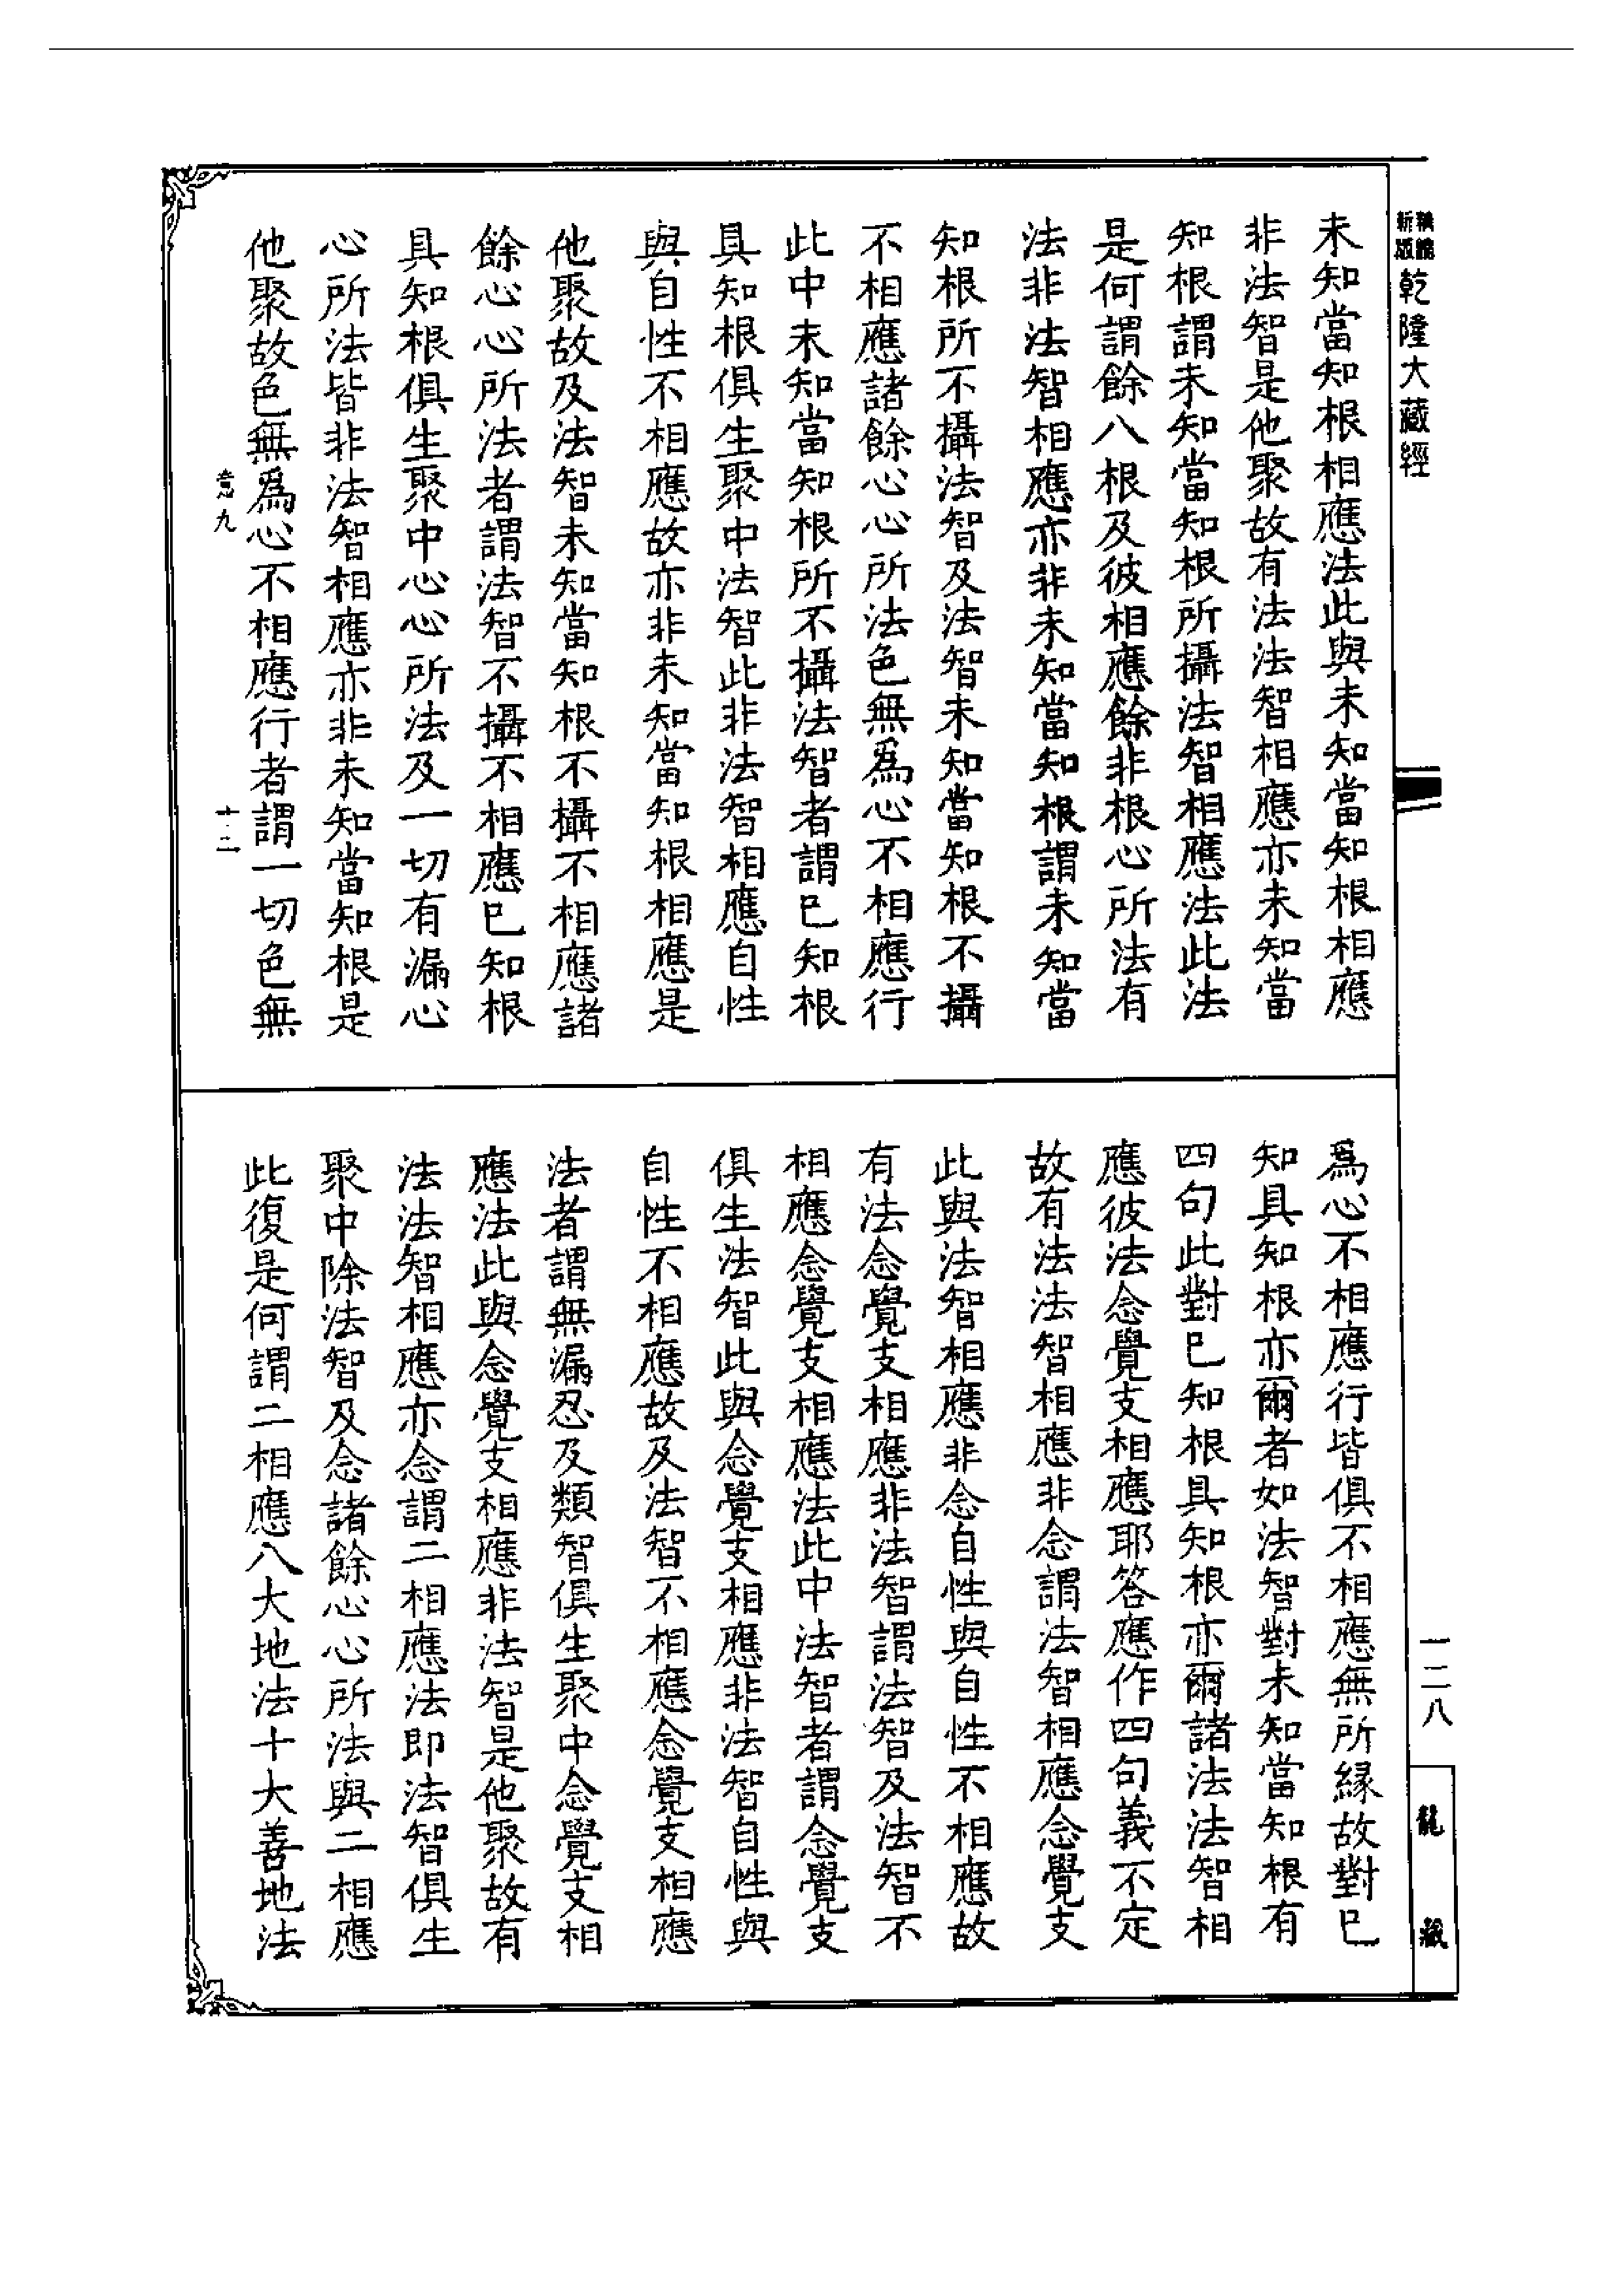 乾隆大藏經
未知當知根相應法此與未知當知根相應
非法智是他聚故有法法智相應亦未知當
知根謂未知當知根所攝法智相應法此法
是何謂餘八根及彼相應餘非根心所法有
法非法智相應亦非未知當知根謂未知當
知根所不攝法智及法智未知當知根不攝
不相應諸餘心心所法色無爲心不相應行
此中未知當知根所不攝法智者謂已知根
具知根俱生聚中法智此非法智相應自性
與自性不相應故亦非未知當知根相應是
他聚故及法智未知當知根不攝不相應諸
餘心心所法者謂法智不攝不相應已知根
具知根俱生聚中心心所法及一切有漏心
心所法皆非法智相應亦非未知當知根是
他聚故色無爲心不相應行者謂一切色無
爲心不相應行皆俱不相應無所緣故對已
知具知根亦爾者如法智對未知當知根有
四句此對已知根具知根亦爾諸法法智相
應彼法念覺支相應耶答應作四句義不定
故有法法智相應非念謂法智相應念覺支
此與法智相應非念自性與自性不相應故
有法念覺支相應非法智謂法智及法智不
相應念覺支相應法此中法智者謂念覺支
俱生法智此與念覺支相應非法智自性與
自性不相應故及法智不相應念覺支相應
法者謂無漏忍及類智俱生聚中念覺支相
應法此與念覺支相應非法智是他聚故有
法法智相應亦念謂二相應法即法智俱生
聚中除法智及念諸餘心心所法與二相應
此復是何謂二相應八大地法十大善地法
意九
十二
一二八
龍藏